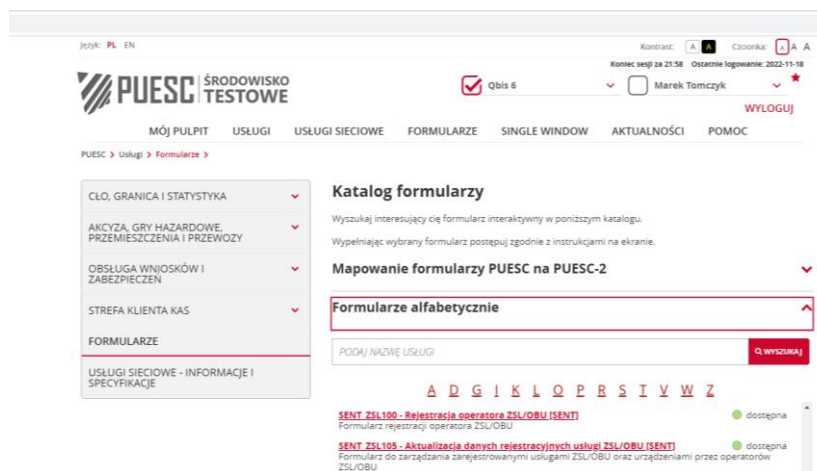 Język: PL EN
Kontrast: A A Czcionka: A A A
Koniec sesji za 21:58 Ostatnie logowanie: 2022-11-18
PUESC ŚRODOWISKO
TESTOWE
Qbis 6
Marek Tomczyk
WYLOGUJ
MÓJ PULPIT USŁUGI USŁUGI SIECIOWE FORMULARZE SINGLE WINDOW AKTUALNOŚCI POMOC
PUESC > Usługi > Formularze >
CŁO, GRANICA I STATYSTYKA
AKCYZA, GRY HAZARDOWE,
PRZEMIESZCZENIA I PRZEWOZY
OBSŁUGA WNIOSKÓW I
ZABEZPIECZEŃ
STREFA KLIENTA KAS
FORMULARZE
USŁUGI SIECIOWE - INFORMACJE I
SPECYFIKACJE
Katalog formularzy
Wyszukaj interesujący cię formularz interaktywny w poniższym katalogu.
Wypełniając wybrany formularz postępuj zgodnie z instrukcjami na ekranie.
Mapowanie formularzy PUESC na PUESC-2
Formularze alfabetycznie
PODAJ NAZWĘ USŁUGI
WYSZUKAJ
A D G I K L O P R S T V W Z
SENT ZSL100 - Rejestracja operatora ZSL/OBU [SENT] dostępna
Formularz rejestracji operatora ZSL/OBU
SENT ZSL105 - Aktualizacja danych rejestracyjnych usługi ZSL/OBU [SENT] dostępna
Formularz do zarządzania zarejestrowanymi usługami ZSL/OBU oraz urządzeniami przez operatorów
ZSL/OBU